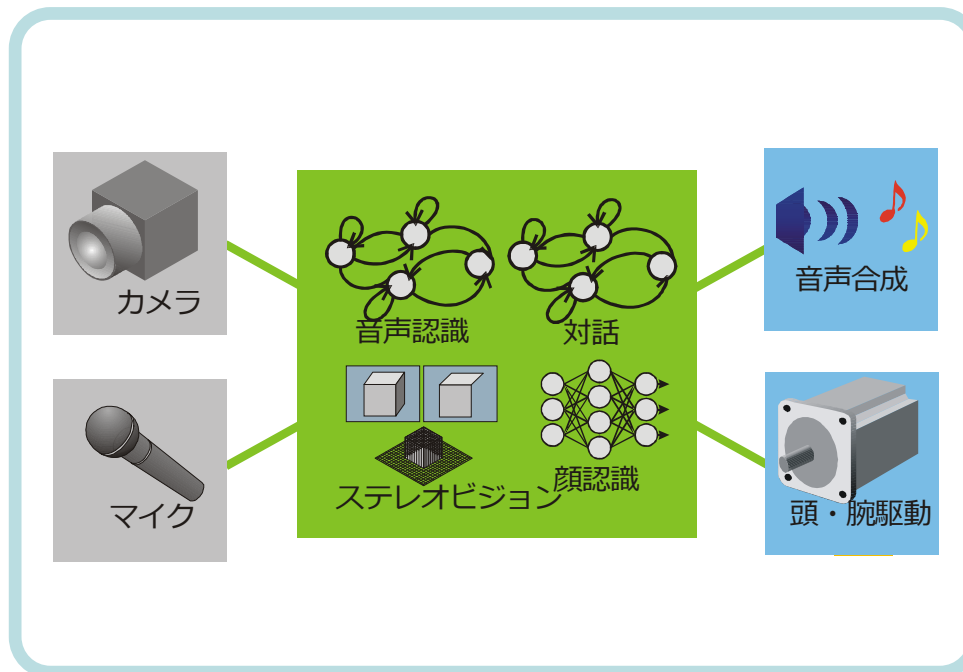 カメラ
マイク
音声認識
対話
ステレオビジョン
顔認識
音声合成
頭・腕駆動